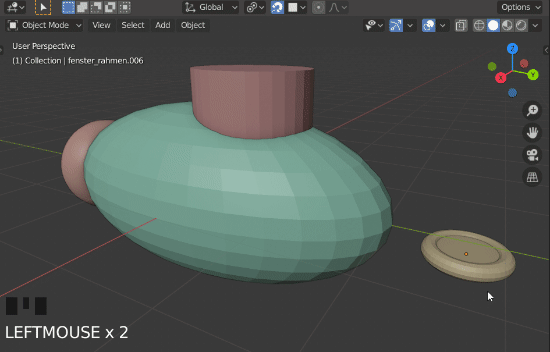 Global
Options
Object Mode View Select Add Object
User Perspective
(1) Collection | fenster_rahmen.006
Z
Y
X
LEFTMOUSE x 2